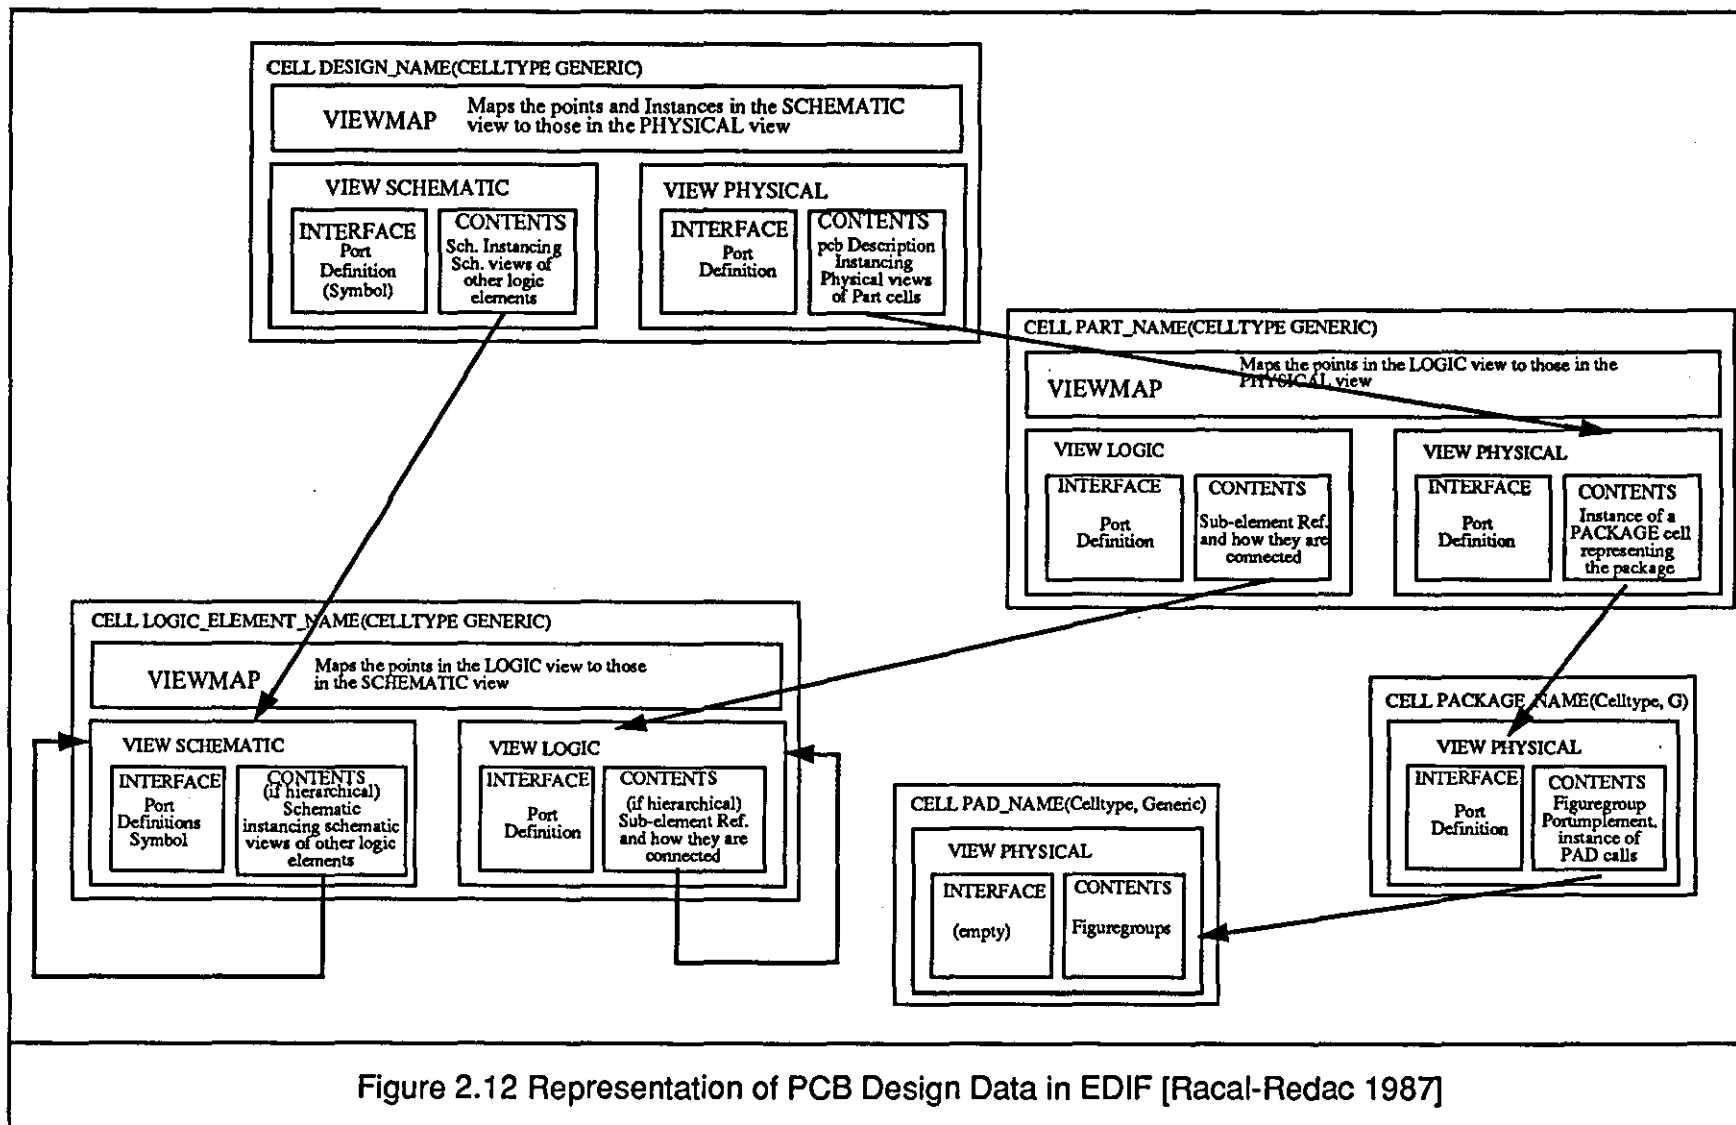 CELL DESIGN_NAME(CELLTYPE GENERIC)
VIEWMAP
Maps the points and Instances in the SCHEMATIC
view to those in the PHYSICAL view
VIEW SCHEMATIC
INTERFACE
Port
Definition
(Symbol)
CONTENTS
Sch. Instancing
Sch. views of
other logic
elements
VIEW PHYSICAL
INTERFACE
Port
Definition
CONTENTS
pcb Description
Instancing
Physical views
of Part cells
CELL PART_NAME(CELLTYPE GENERIC)
VIEWMAP
Maps the points in the LOGIC view to those in the
PHYSICAL view
VIEW LOGIC
INTERFACE
Port
Definition
CONTENTS
Sub-element Ref.
and how they are
connected
VIEW PHYSICAL
INTERFACE
Port
Definition
CONTENTS
Instance of a
PACKAGE cell
representing
the package
CELL LOGIC_ELEMENT_NAME(CELLTYPE GENERIC)
VIEWMAP
Maps the points in the LOGIC view to those
in the SCHEMATIC view
VIEW SCHEMATIC
INTERFACE
Port
Definitions
Symbol
CONTENTS
(if hierarchical)
Schematic
instancing schematic
views of other logic
elements
VIEW LOGIC
INTERFACE
Port
Definition
CONTENTS
(if hierarchical)
Sub-element Ref.
and how they are
connected
CELL PACKAGE_NAME(Celltype, G)
VIEW PHYSICAL
INTERFACE
Port
Definition
CONTENTS
Figuregroup
Portimplement.
instance of
PAD calls
CELL PAD_NAME(Celltype, Generic)
VIEW PHYSICAL
INTERFACE
(empty)
CONTENTS
Figuregroups
Figure 2.12 Representation of PCB Design Data in EDIF [Racal-Redac 1987]